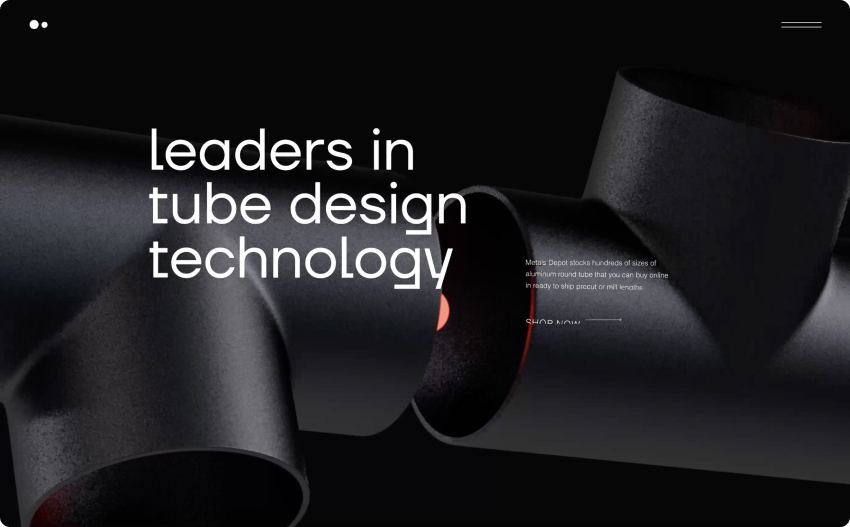 leaders in
tube design
technology
Metals Depot stocks hundreds of sizes of
aluminum round tube that you can buy online
in ready to ship precut or mill lengths.
SHOP NOW